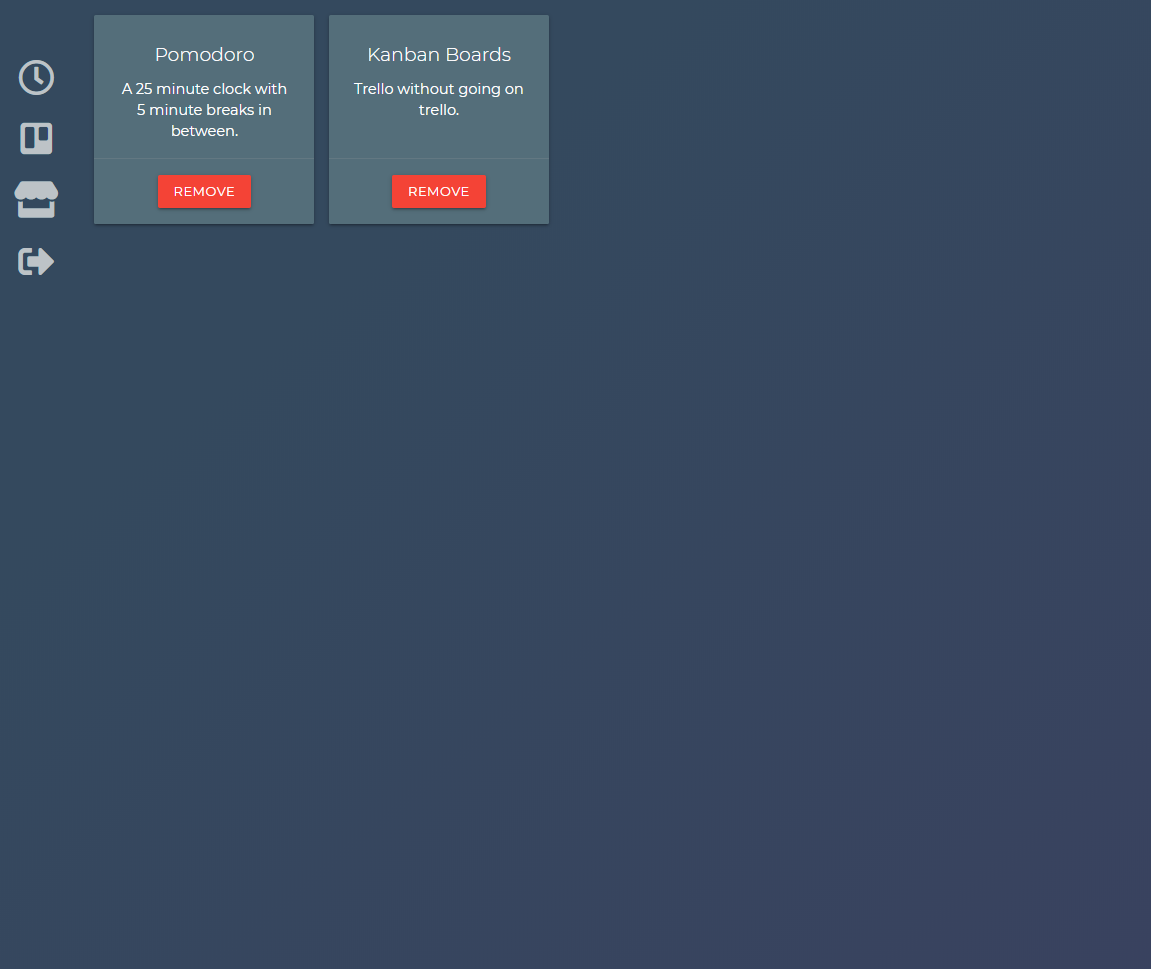 Pomodoro
A 25 minute clock with
5 minute breaks in
between.
REMOVE
Kanban Boards
Trello without going on
trello.
REMOVE